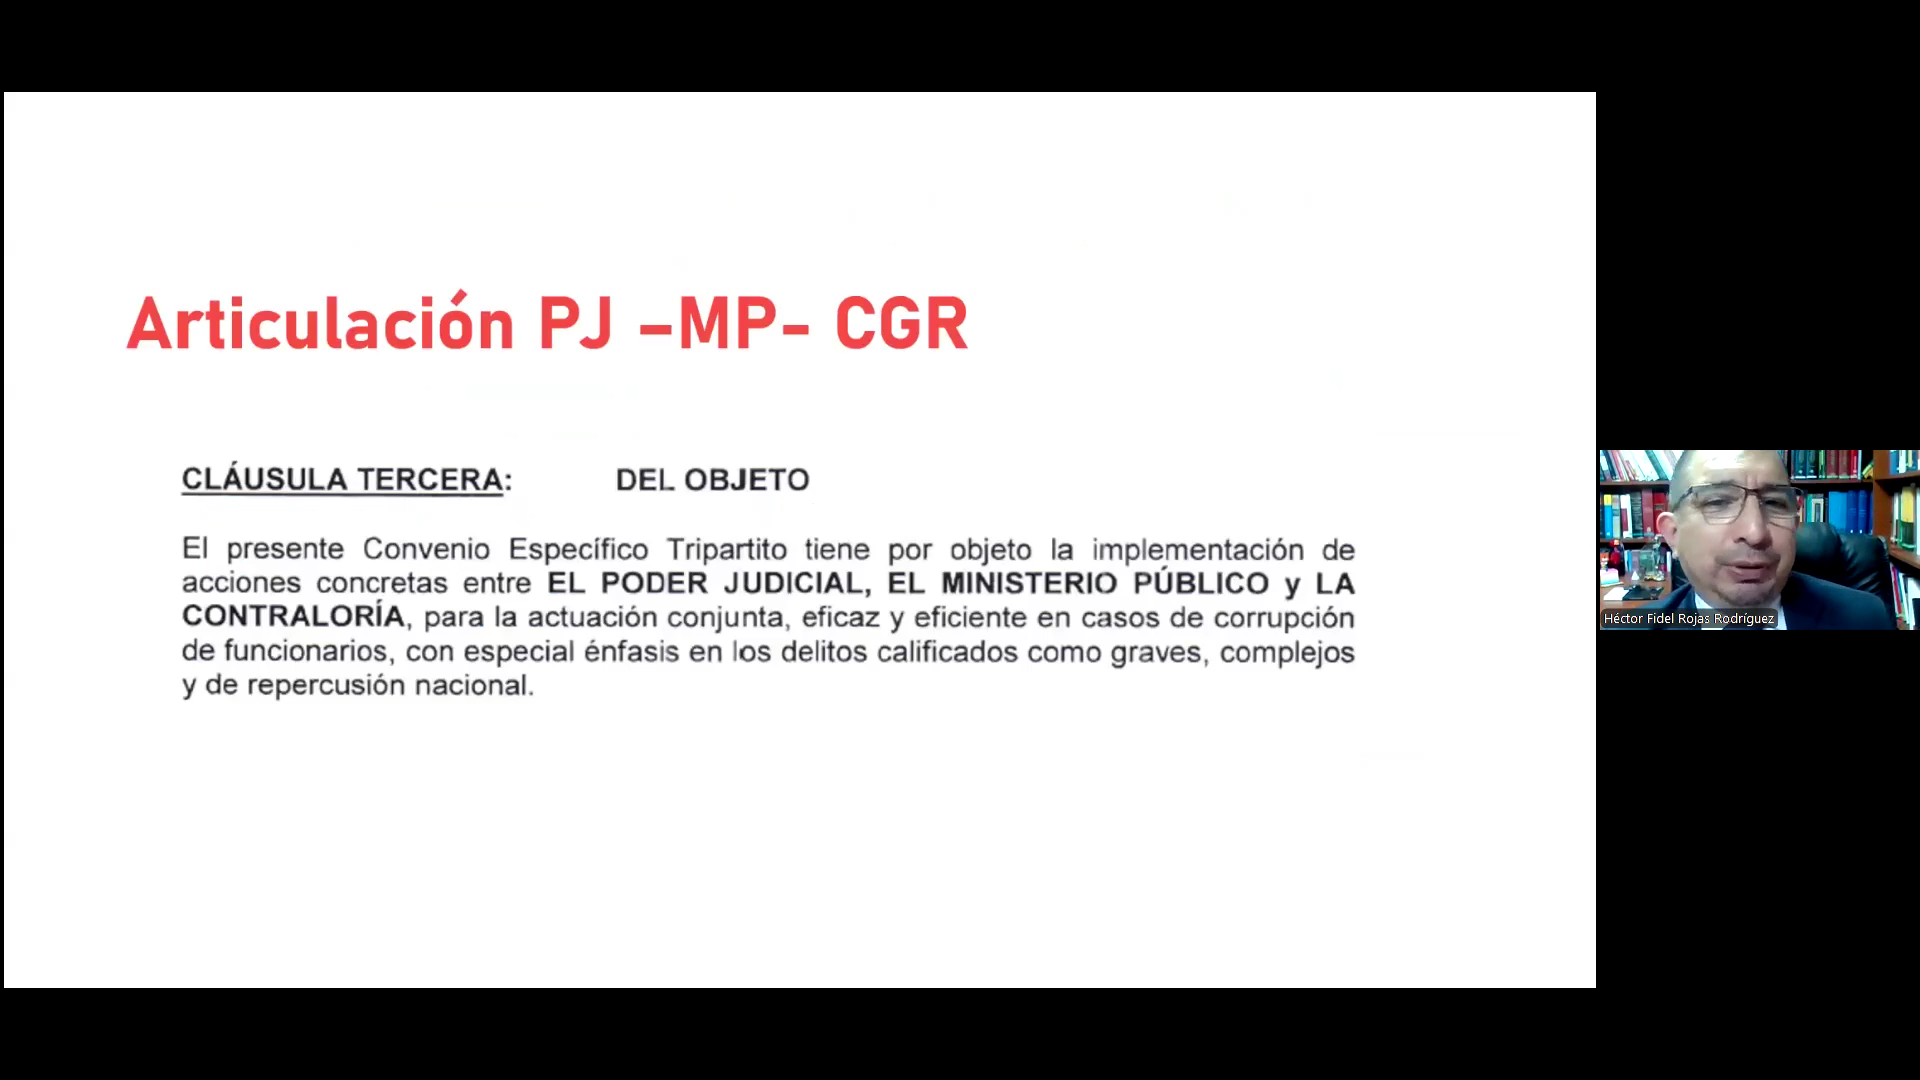 Articulación PJ –MP- CGR
CLÁUSULA TERCERA: DEL OBJETO
El presente Convenio Específico Tripartito tiene por objeto la implementación de
acciones concretas entre EL PODER JUDICIAL, EL MINISTERIO PÚBLICO y LA
CONTRALORÍA, para la actuación conjunta, eficaz y eficiente en casos de corrupción
de funcionarios, con especial énfasis en los delitos calificados como graves, complejos
y de repercusión nacional.
Héctor Fidel Rojas Rodríguez